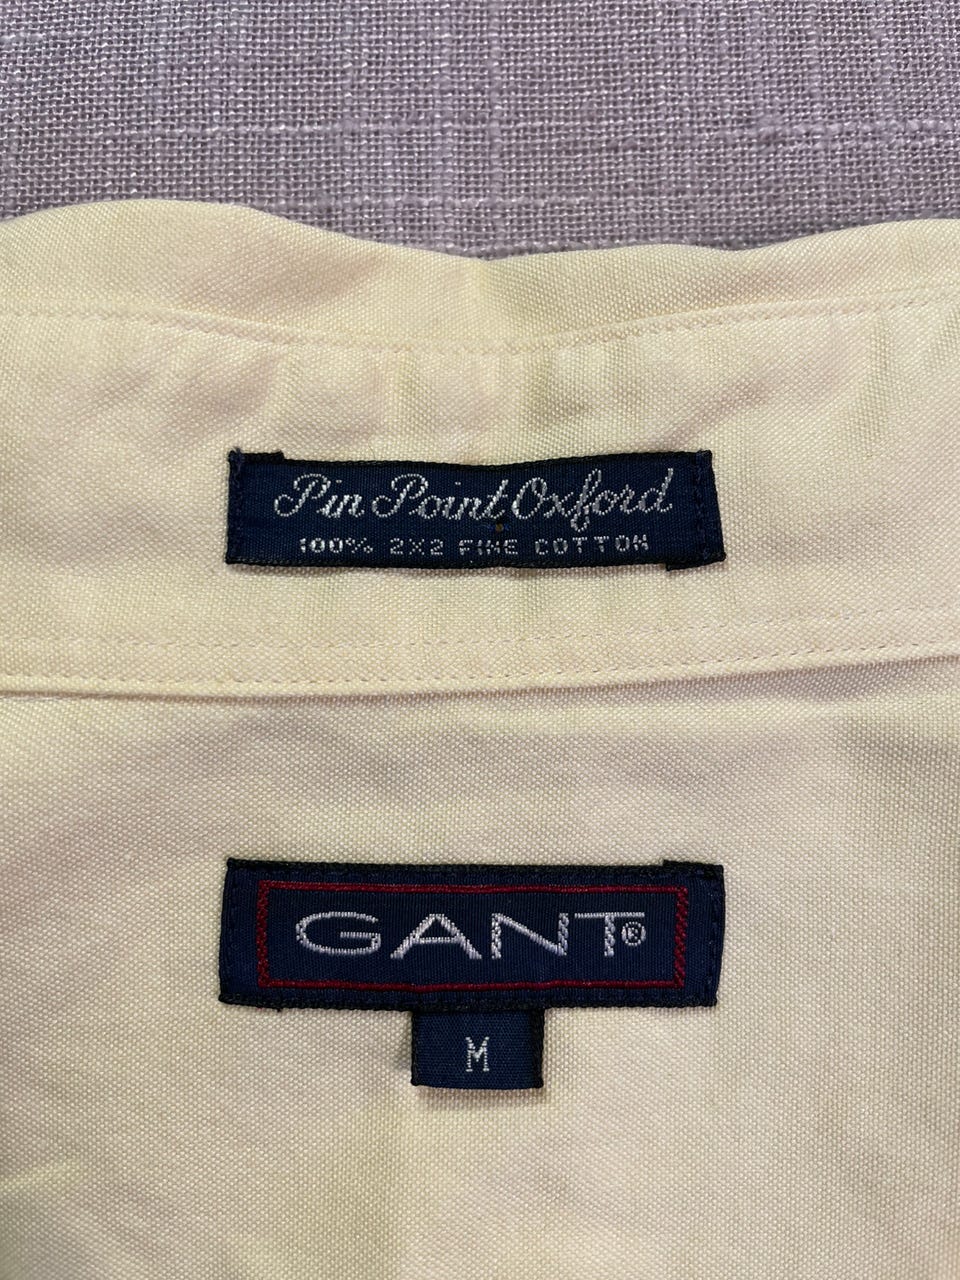 Pin Point Oxford
100% 2X2 FINE COTTON
GANT®
M